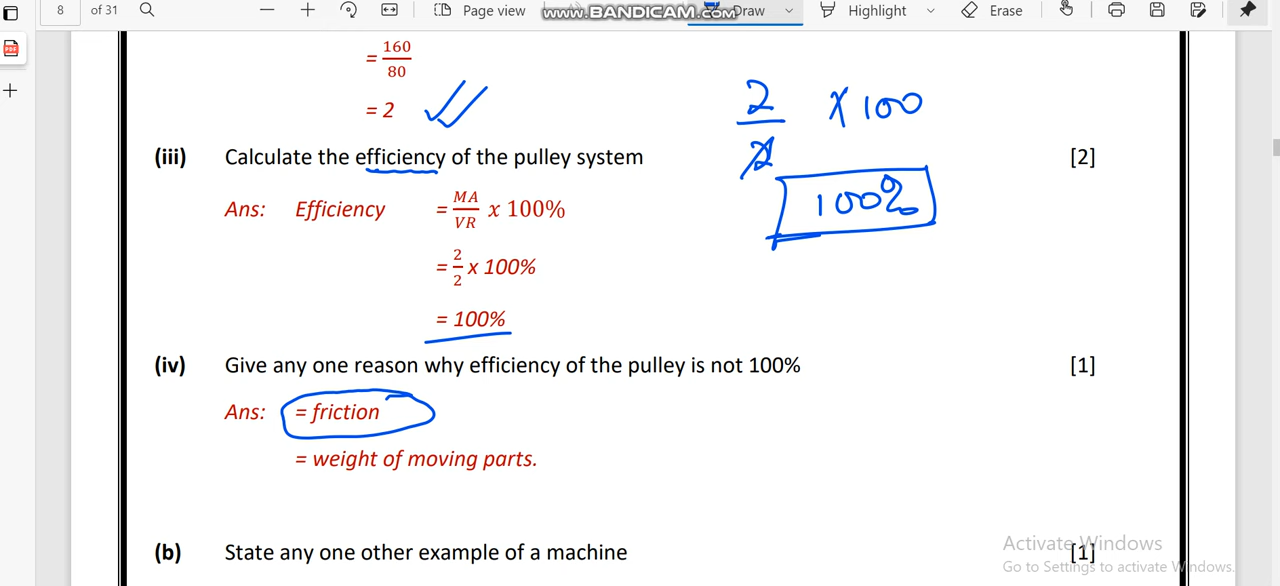 8 of 31 Page view www.BANDICAM.com Draw Highlight Erase
= 160/80
= 2
2/2 x 100
(iii) Calculate the efficiency of the pulley system [2]
100%
Ans: Efficiency = MA/VR x 100%
= 2/2 x 100%
= 100%
(iv) Give any one reason why efficiency of the pulley is not 100% [1]
Ans: = friction
= weight of moving parts.
Activate Windows
(b) State any one other example of a machine [1]
Go to Settings to activate Windows.